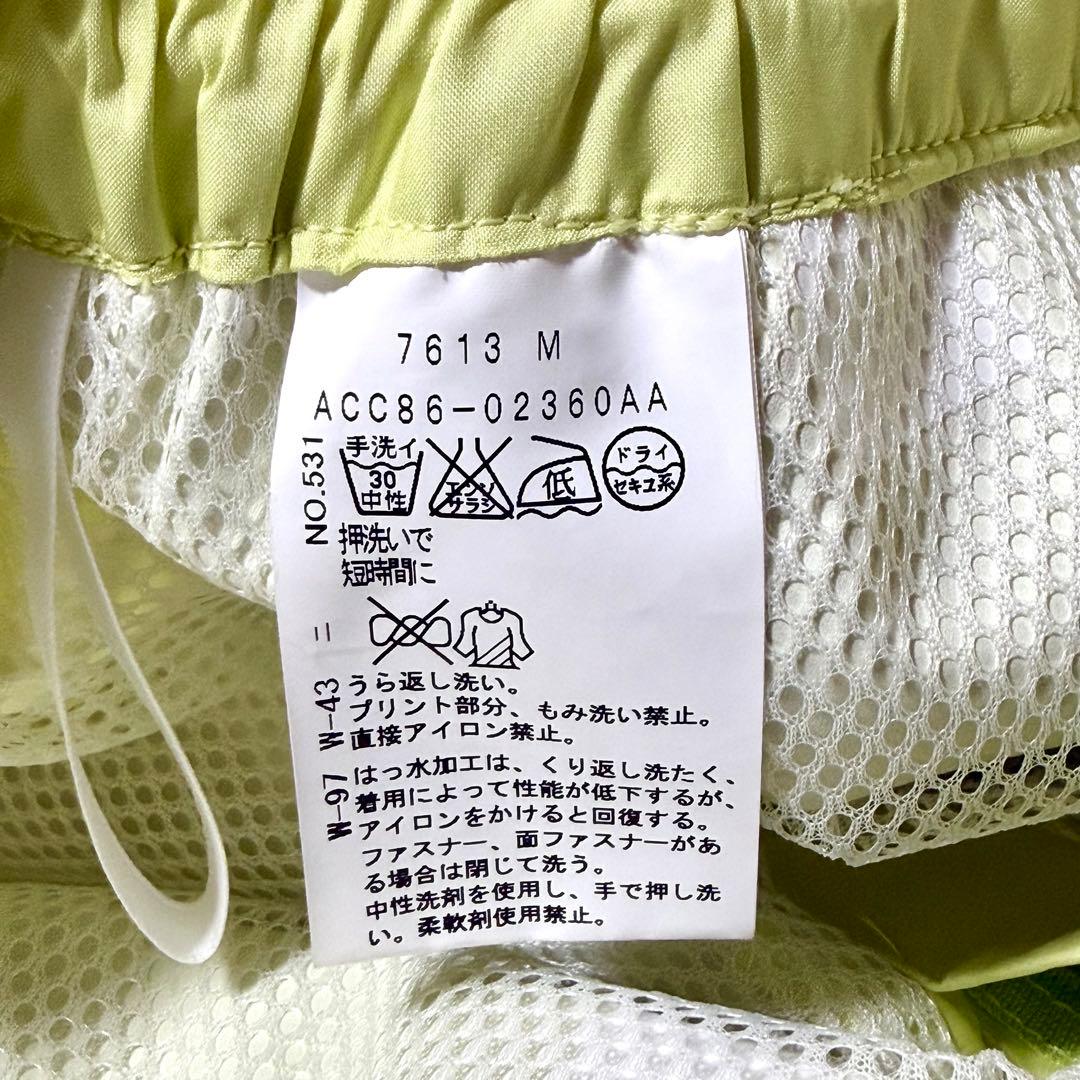 7613 M
ACC86-02360AA
NO.531
手洗イ
30
中性
エンソ
サラシ
低
ドライ
セキユ系
押洗いで
短時間に
=
W-43
うら返し洗い。
プリント部分、もみ洗い禁止。
直接アイロン禁止。
W-97
はっ水加工は、くり返し洗たく、
着用によって性能が低下するが、
アイロンをかけると回復する。
ファスナー、面ファスナーがあ
る場合は閉じて洗う。
中性洗剤を使用し、手で押し洗
い。柔軟剤使用禁止。